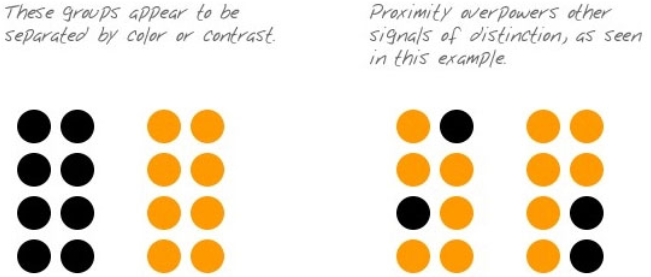 These groups appear to be
separated by color or contrast.
Proximity overpowers other
signals of distinction, as seen
in this example.